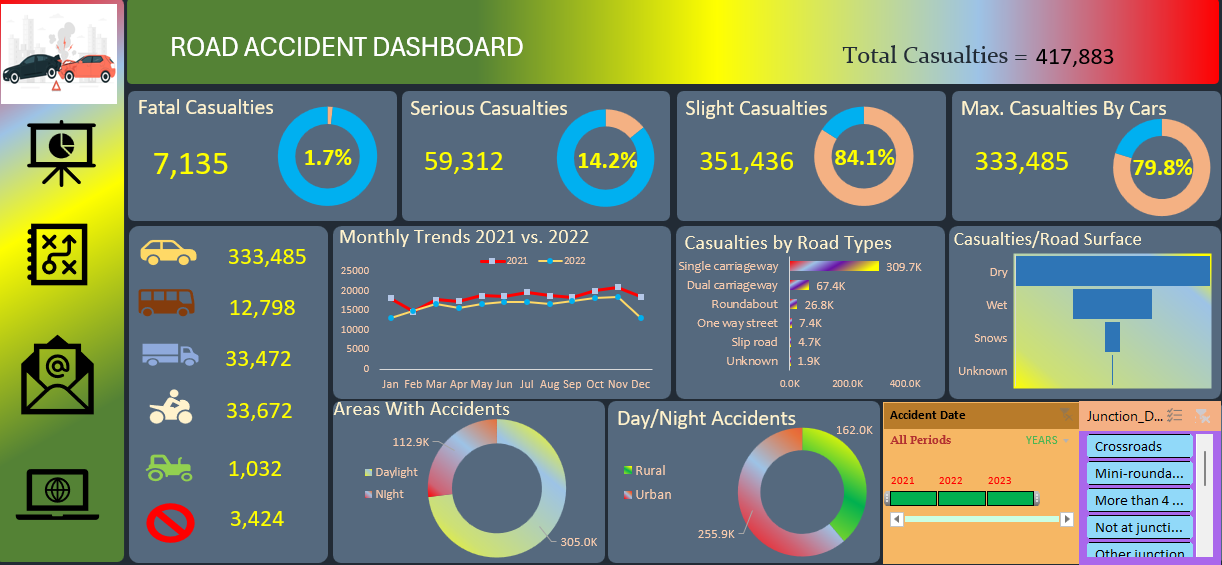 ROAD ACCIDENT DASHBOARD
Total Casualties = 417,883
Fatal Casualties
7,135
1.7%
Serious Casualties
59,312
14.2%
Slight Casualties
351,436
84.1%
Max. Casualties By Cars
333,485
79.8%
333,485
12,798
33,472
33,672
1,032
3,424
Monthly Trends 2021 vs. 2022
2021 2022
25000
20000
15000
10000
5000
0
Jan Feb Mar Apr May Jun Jul Aug Sep Oct Nov Dec
Casualties by Road Types
Single carriageway 309.7K
Dual carriageway 67.4K
Roundabout 26.8K
One way street 7.4K
Slip road 4.7K
Unknown 1.9K
0.0K 200.0K 400.0K
Casualties/Road Surface
Dry
Wet
Snows
Unknown
Areas With Accidents
112.9K
Daylight
Night
305.0K
Day/Night Accidents
162.0K
Rural
Urban
255.9K
Accident Date
All Periods YEARS
2021 2022 2023
Junction_D...
Crossroads
Mini-rounda...
More than 4 ...
Not at juncti...
Other junction